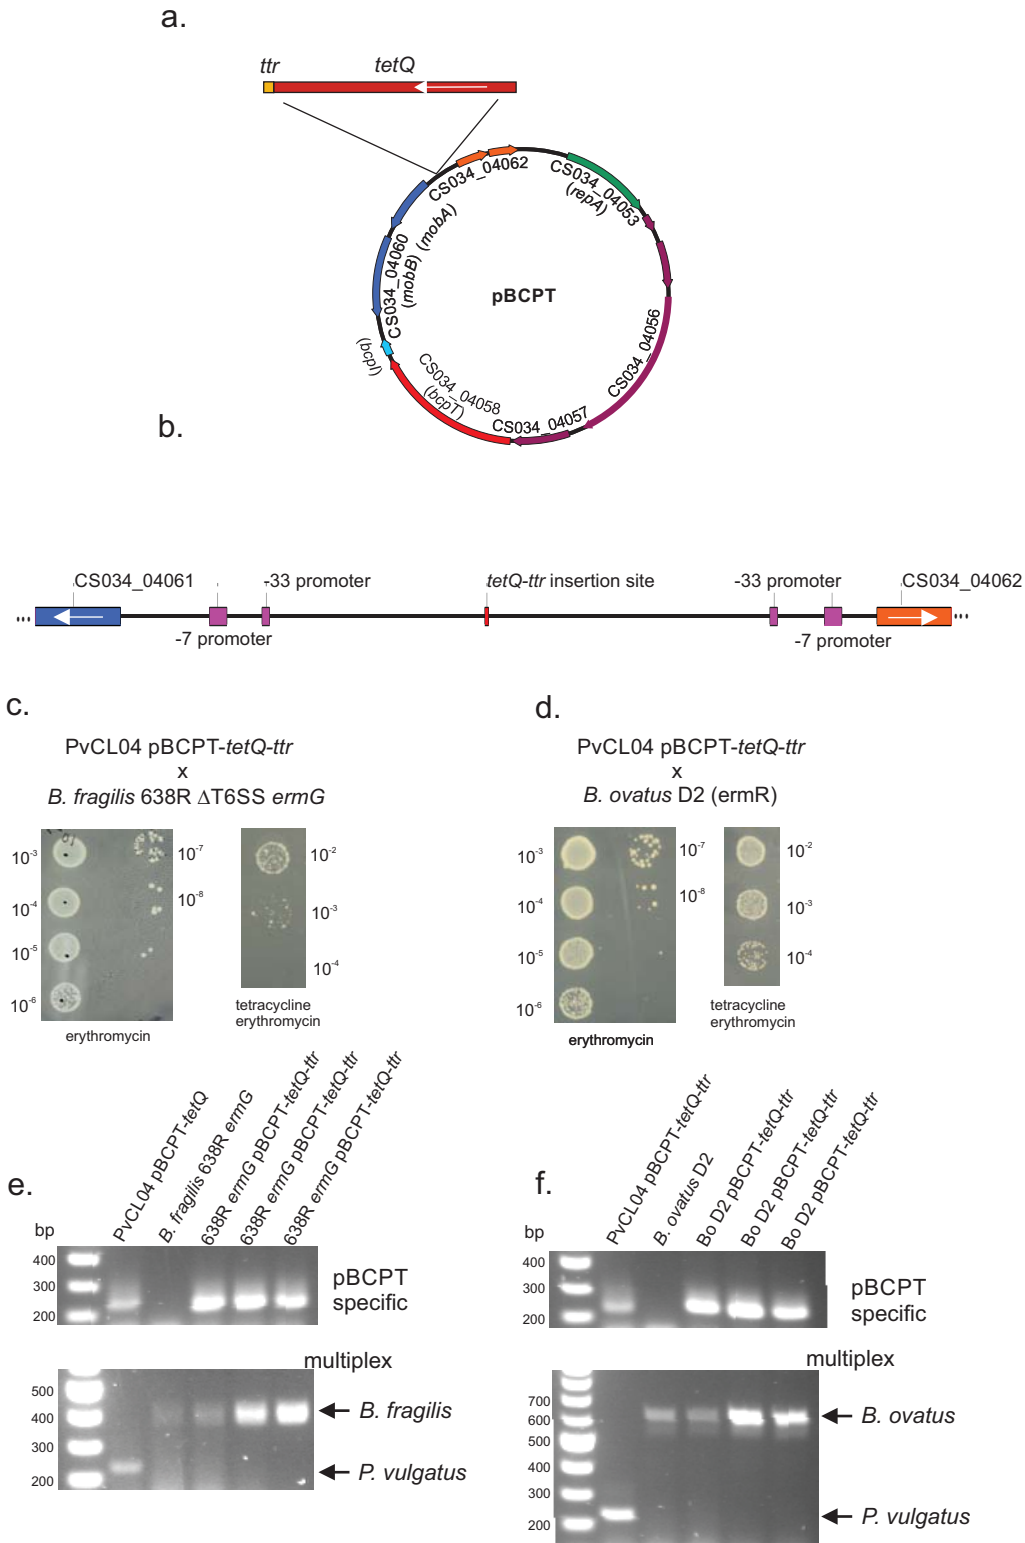 a.
ttr tetQ
CS034_04062
CS034_04053
(repA)
(mobA)
CS034_04060
(mobB)
pBCPT
CS034_04056
(bcpI)
CS034_04058
(bcpT)
CS034_04057
b.
CS034_04061 -33 promoter tetQ-ttr insertion site -33 promoter CS034_04062
-7 promoter -7 promoter
c.
PvCL04 pBCPT-tetQ-ttr
x
B. fragilis 638R ΔT6SS ermG
10-3 10-7 10-2
10-4 10-8 10-3
10-5 10-4
10-6
erythromycin
tetracycline
erythromycin
d.
PvCL04 pBCPT-tetQ-ttr
x
B. ovatus D2 (ermR)
10-3 10-7 10-2
10-4 10-8 10-3
10-5 10-4
10-6
erythromycin
tetracycline
erythromycin
e.
PvCL04 pBCPT-tetQ
B. fragilis 638R ermG
638R ermG pBCPT-tetQ-ttr
638R ermG pBCPT-tetQ-ttr
638R ermG pBCPT-tetQ-ttr
bp
400
300
200
pBCPT
specific
multiplex
500
400
300
200
B. fragilis
P. vulgatus
f.
PvCL04 pBCPT-tetQ-ttr
B. ovatus D2
Bo D2 pBCPT-tetQ-ttr
Bo D2 pBCPT-tetQ-ttr
Bo D2 pBCPT-tetQ-ttr
bp
400
300
200
pBCPT
specific
multiplex
700
600
500
400
300
200
B. ovatus
P. vulgatus